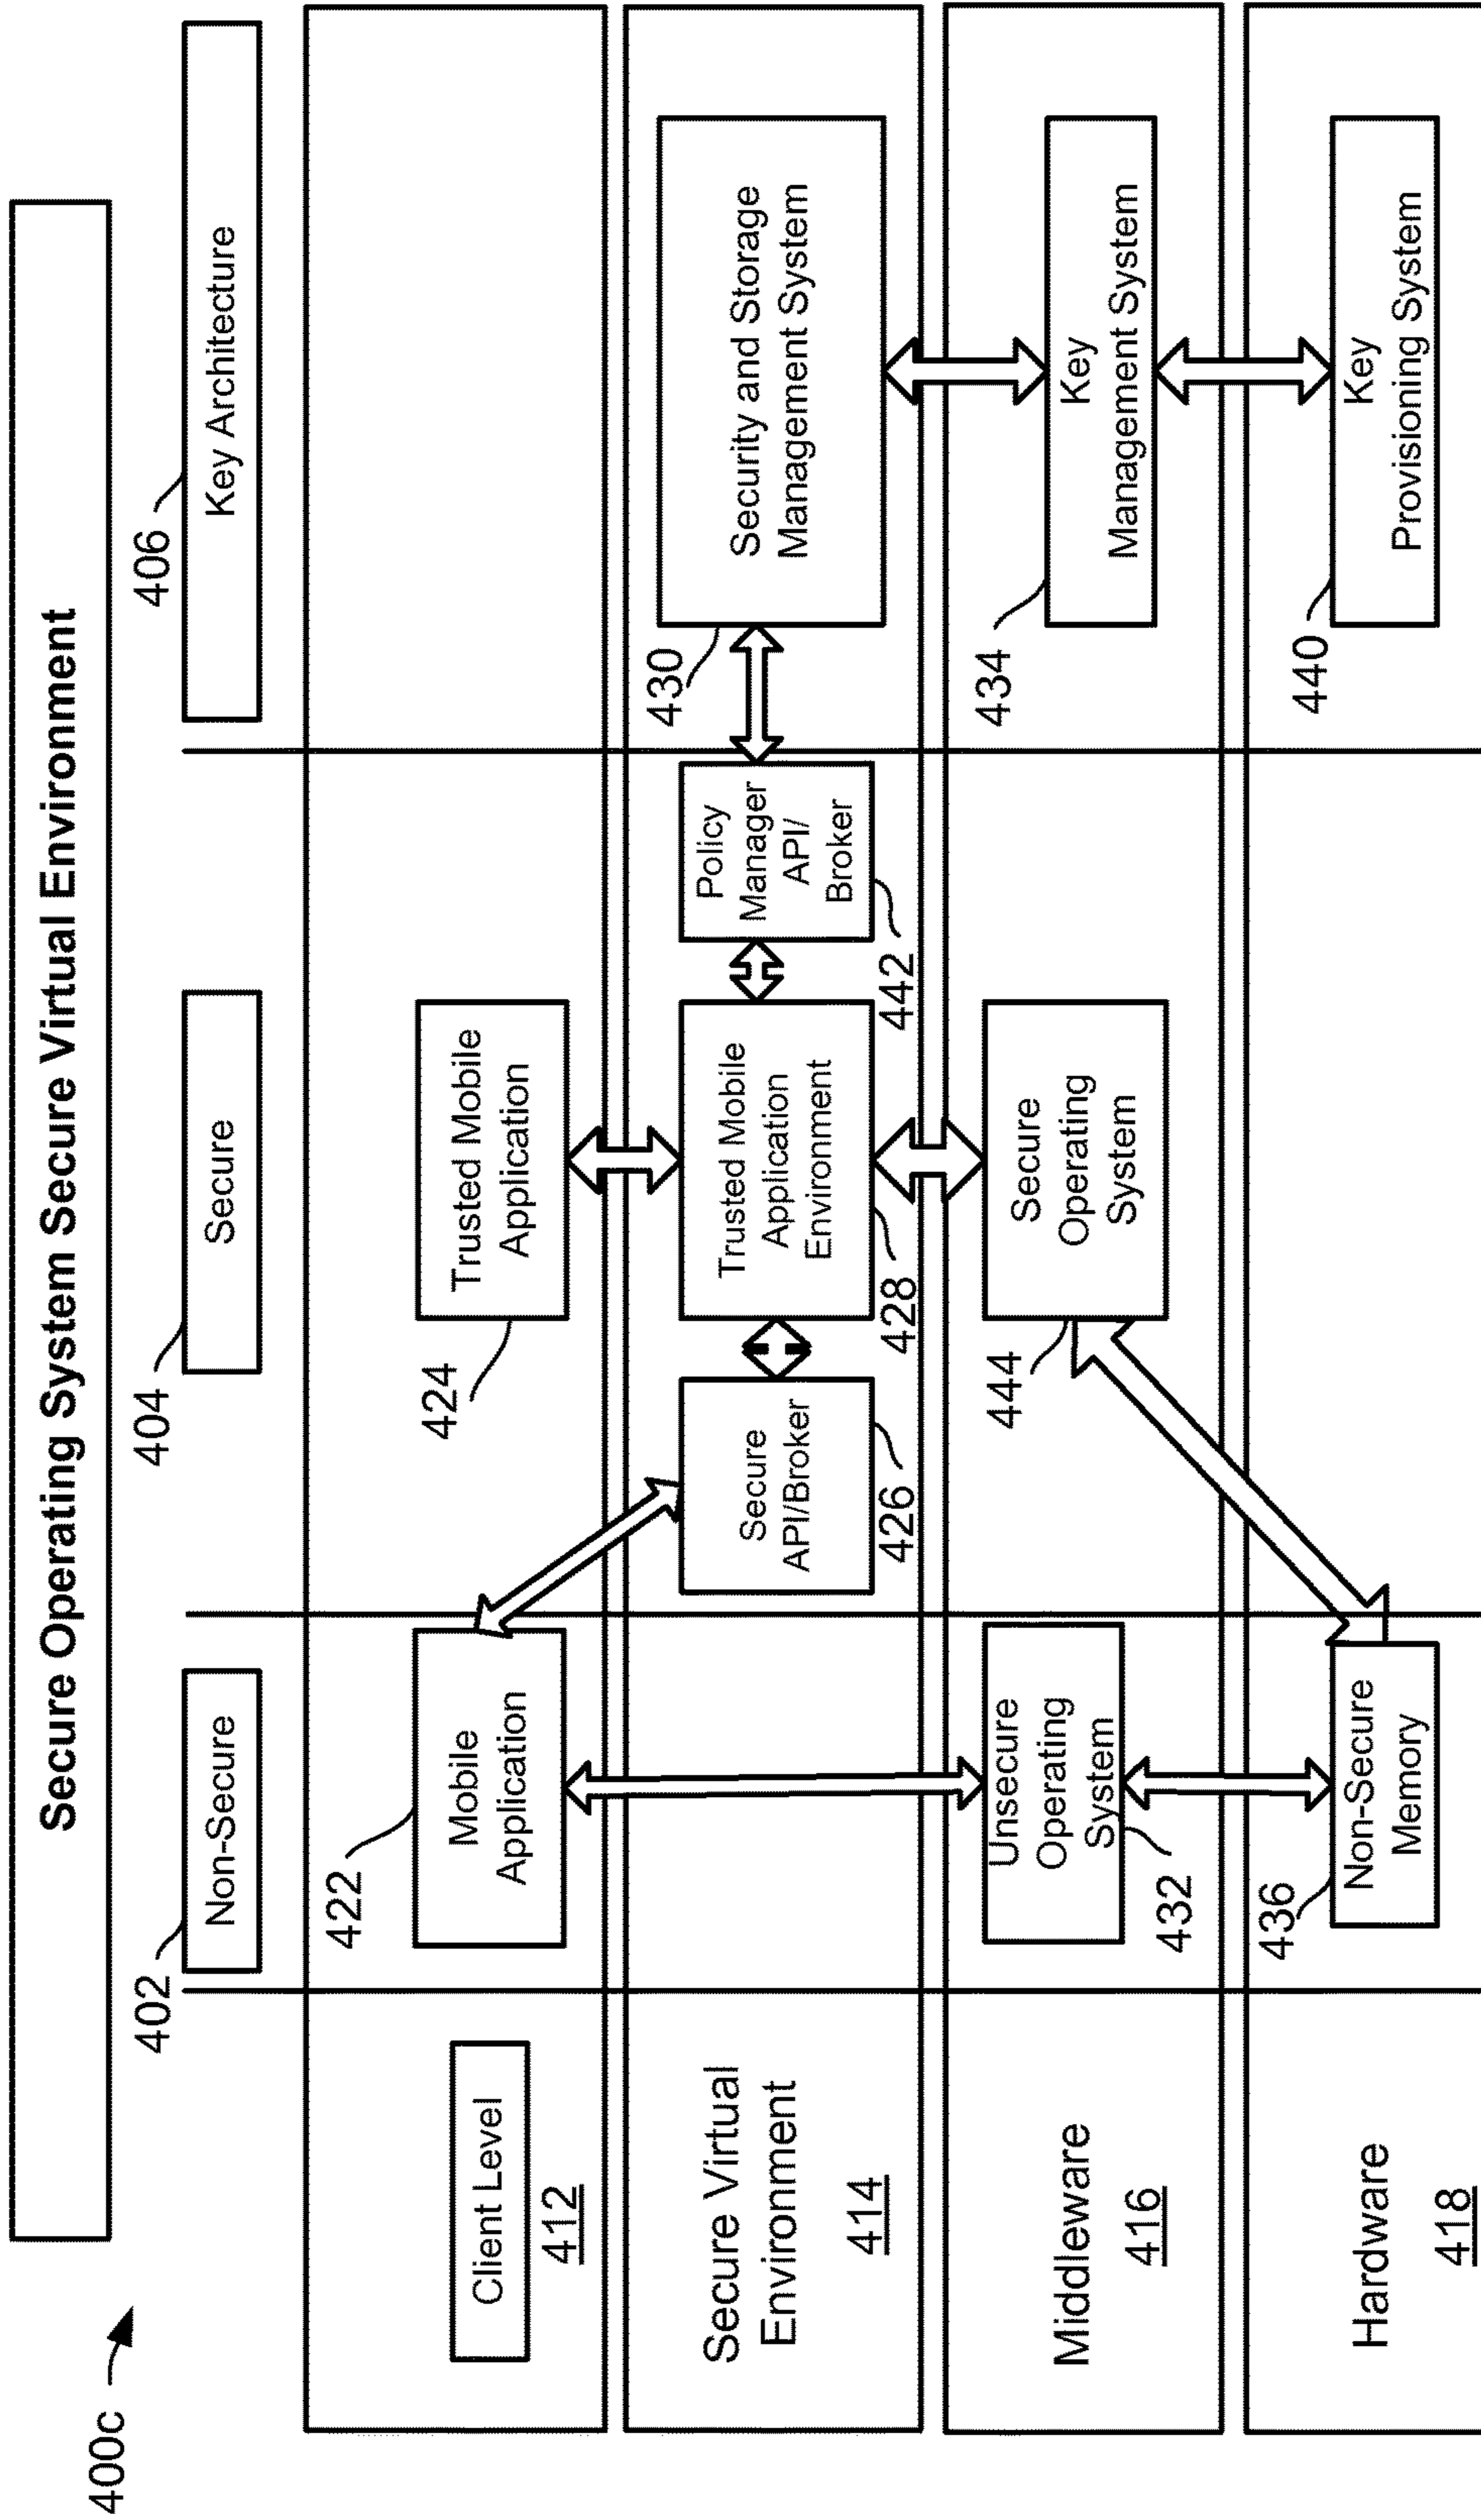 400c
Secure Operating System Secure Virtual Environment
402
Non-Secure
404
Secure
406
Key Architecture
Client Level
412
422
Mobile
Application
424
Trusted Mobile
Application
Secure Virtual
Environment
414
Secure
API/Broker
426
Trusted Mobile
Application
Environment
428
Policy
Manager
API/
Broker
442
430
Security and Storage
Management System
Middleware
416
Unsecure
Operating
System
432
444
Secure
Operating
System
434
Key
Management System
Hardware
418
436
Non-Secure
Memory
440
Key
Provisioning System